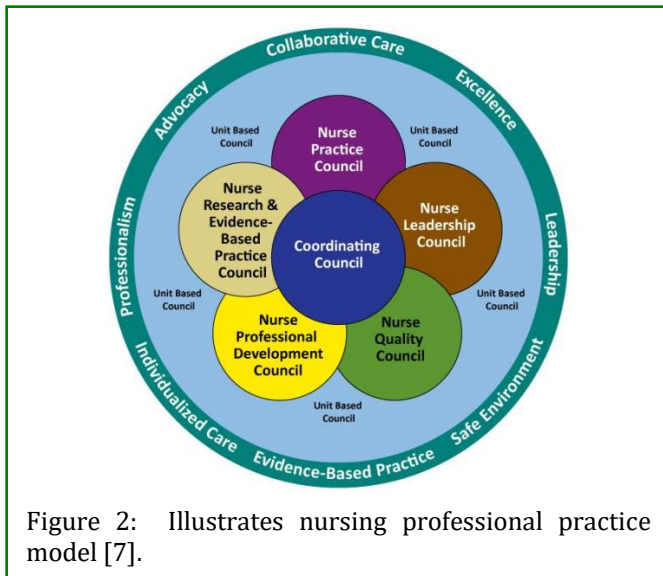 Collaborative Care
Advocacy
Excellence
Unit Based
Council
Nurse
Practice
Council
Unit Based
Council
Nurse
Research &
Evidence-
Based
Practice
Council
Coordinating
Council
Nurse
Leadership
Council
Professionalism
Leadership
Unit Based
Council
Unit Based
Council
Nurse
Professional
Development
Council
Nurse
Quality
Council
Unit Based
Council
Individualized Care
Safe Environment
Evidence-Based Practice
Figure 2: Illustrates nursing professional practice
model [7].